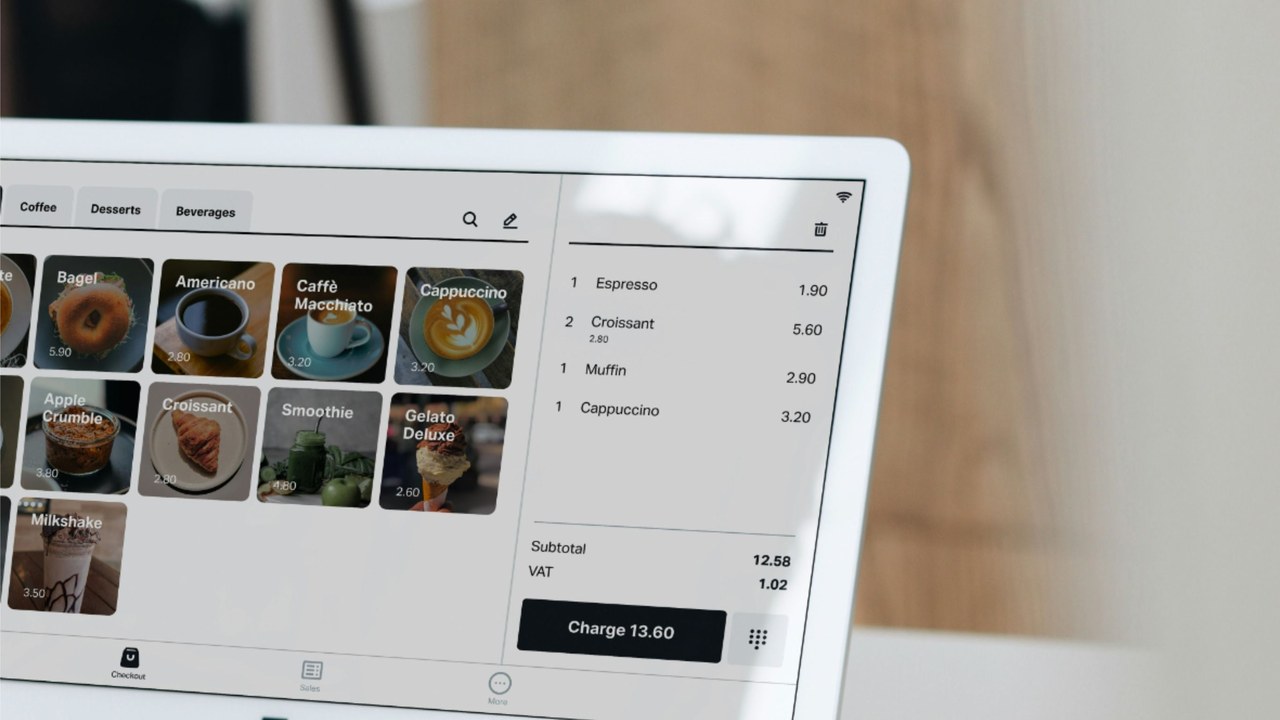 Coffee
Desserts
Beverages
te
Bagel
5.90
Americano
2.80
Caffè
Macchiato
3.20
Cappuccino
3.20
Apple
Crumble
3.80
Croissant
2.80
Smoothie
4.80
Gelato
Deluxe
2.60
Milkshake
3.50
1 Espresso 1.90
2 Croissant 5.60
2.80
1 Muffin 2.90
1 Cappuccino 3.20
Subtotal 12.58
VAT 1.02
Charge 13.60
Checkout
Sales
More